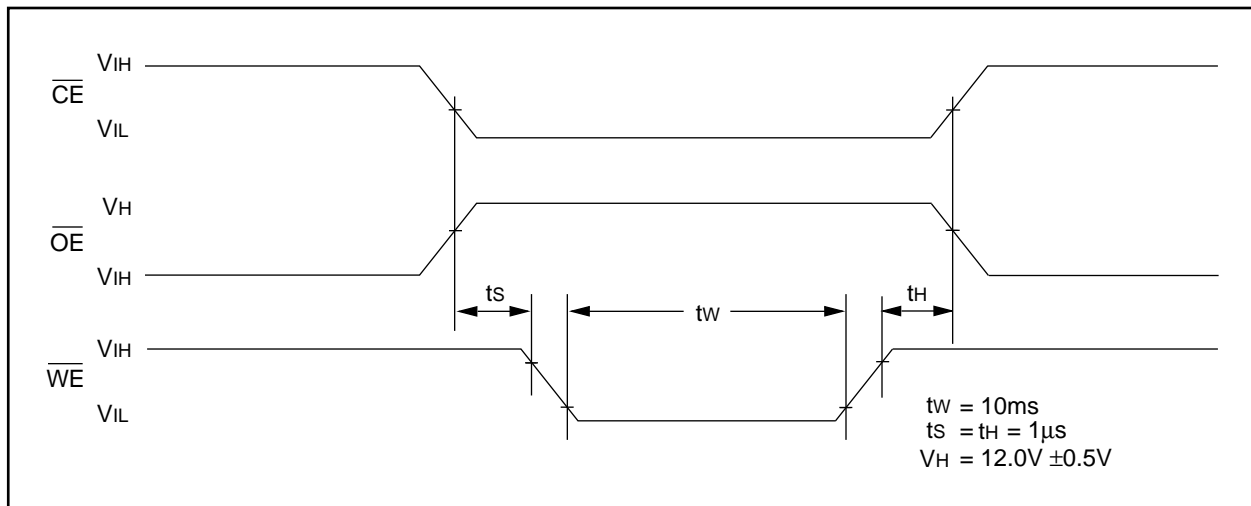 VIH
CE
VIL
VH
OE
VIH
tS
tW
tH
VIH
WE
VIL
tW = 10ms
tS = tH = 1µs
VH = 12.0V ±0.5V